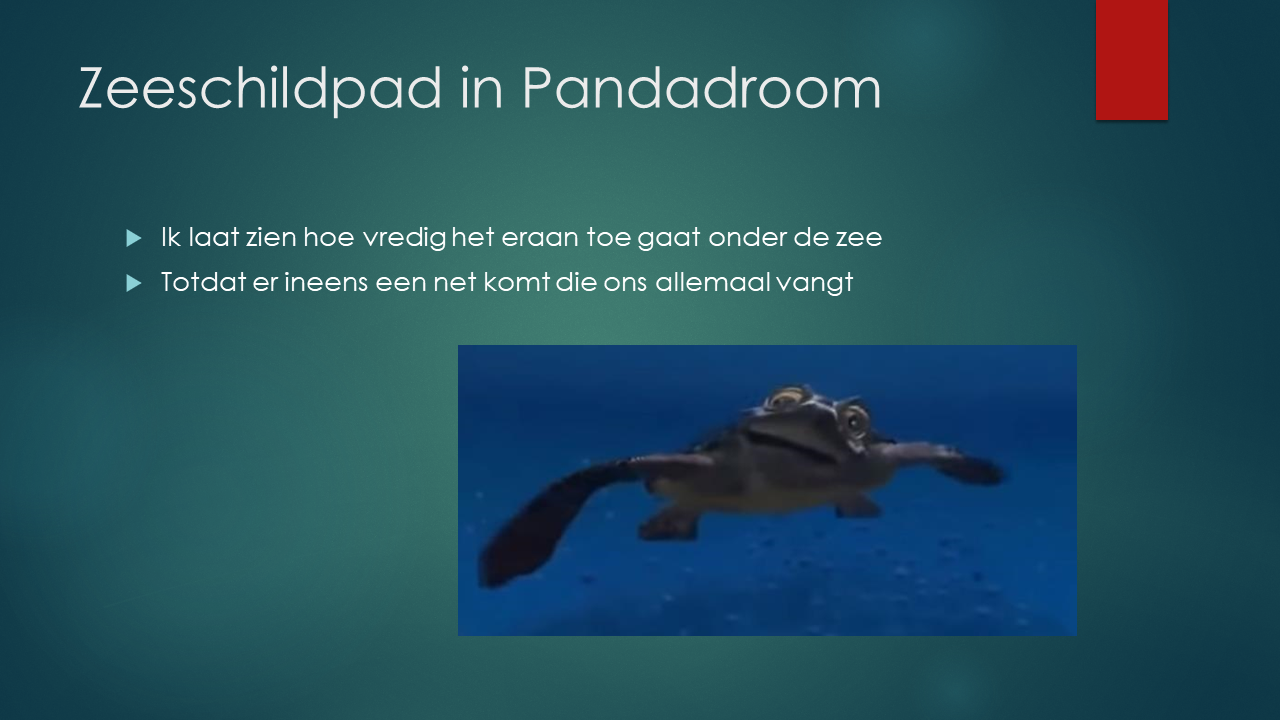 Zeeschildpad in Pandadroom
Ik laat zien hoe vredig het eraan toe gaat onder de zee
Totdat er ineens een net komt die ons allemaal vangt